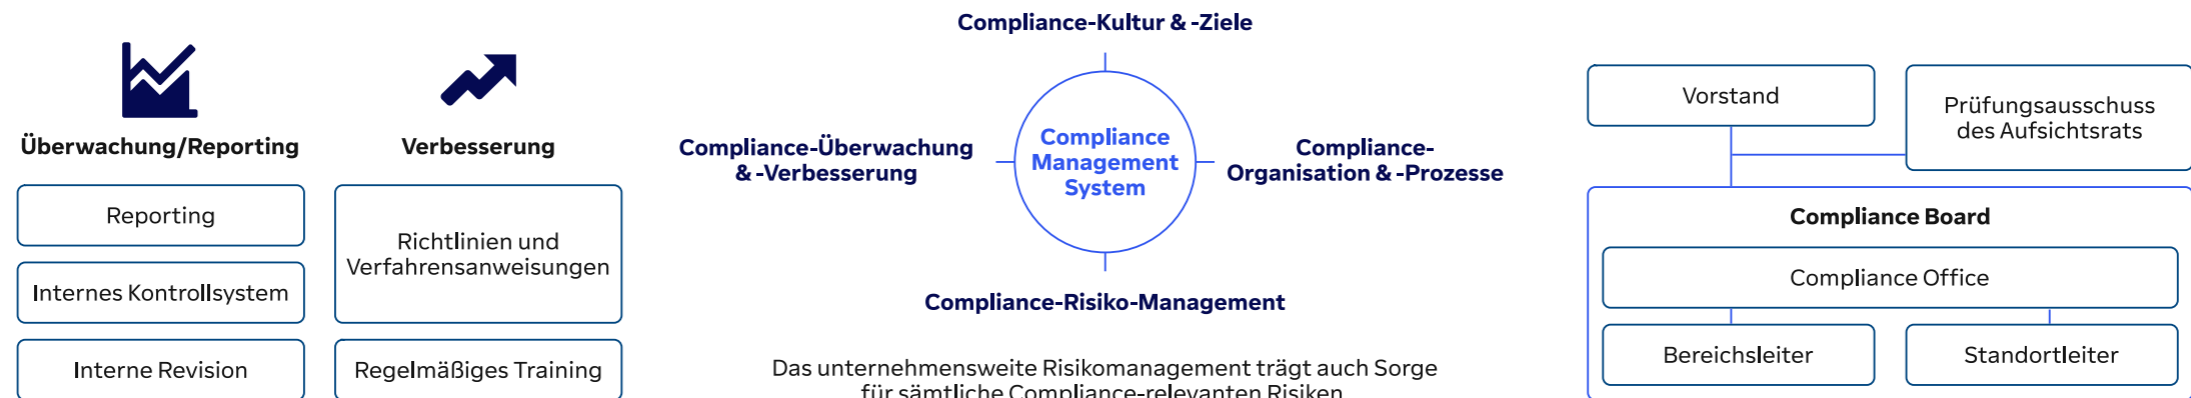 Compliance-Kultur & -Ziele
Überwachung/Reporting
Reporting
Internes Kontrollsystem
Interne Revision
Verbesserung
Richtlinien und
Verfahrensanweisungen
Regelmäßiges Training
Compliance-Überwachung
& -Verbesserung
Compliance
Management
System
Compliance-
Organisation & -Prozesse
Compliance-Risiko-Management
Das unternehmensweite Risikomanagement trägt auch Sorge
für sämtliche Compliance-relevanten Risiken
Vorstand
Prüfungsausschuss
des Aufsichtsrats
Compliance Board
Compliance Office
Bereichsleiter
Standortleiter